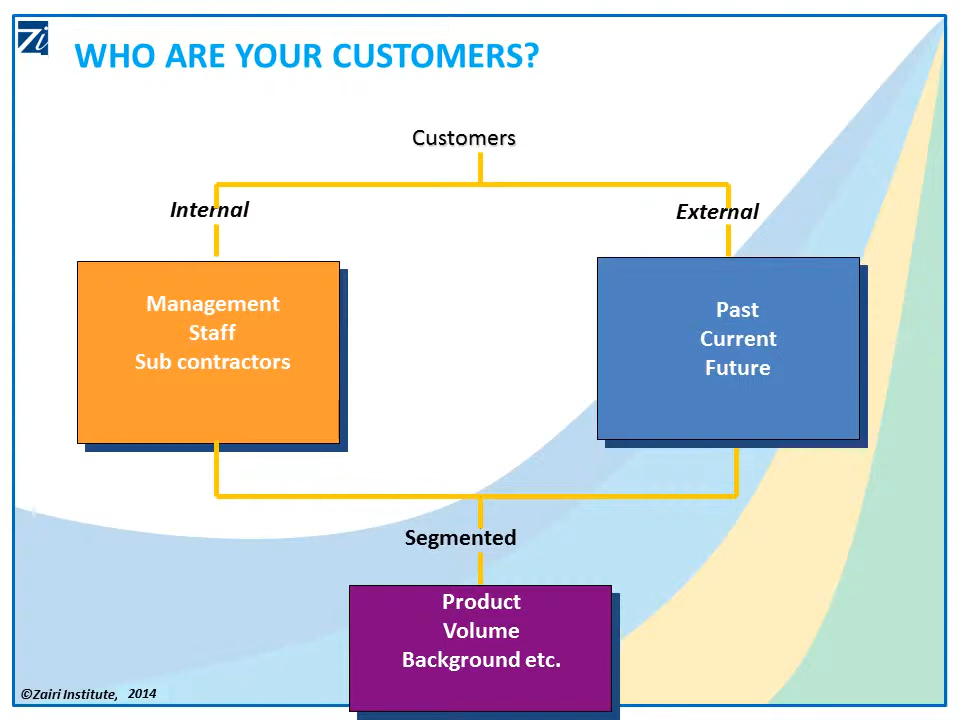 Zi
WHO ARE YOUR CUSTOMERS?
Customers
Internal
External
Management
Staff
Sub contractors
Past
Current
Future
Segmented
Product
Volume
Background etc.
©Zairi Institute, 2014